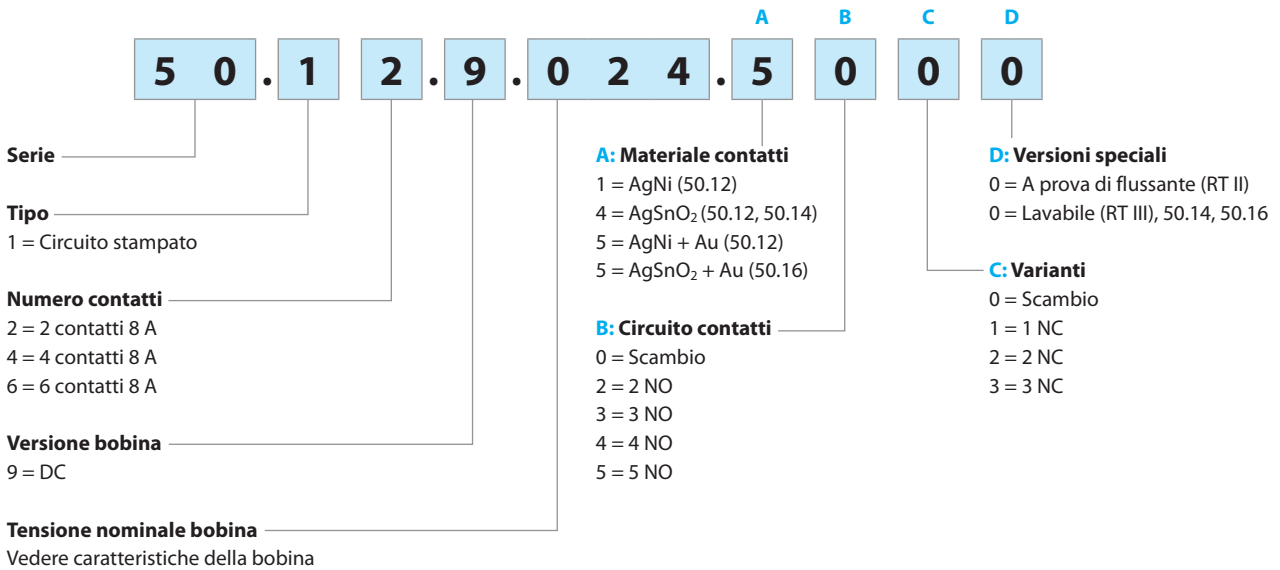 A B C D
5 0 . 1 2 . 9 . 0 2 4 . 5 0 0 0
Serie
Tipo
1 = Circuito stampato
Numero contatti
2 = 2 contatti 8 A
4 = 4 contatti 8 A
6 = 6 contatti 8 A
Versione bobina
9 = DC
Tensione nominale bobina
Vedere caratteristiche della bobina
A: Materiale contatti
1 = AgNi (50.12)
4 = AgSnO₂ (50.12, 50.14)
5 = AgNi + Au (50.12)
5 = AgSnO₂ + Au (50.16)
B: Circuito contatti
0 = Scambio
2 = 2 NO
3 = 3 NO
4 = 4 NO
5 = 5 NO
D: Versioni speciali
0 = A prova di flussante (RT II)
0 = Lavabile (RT III), 50.14, 50.16
C: Varianti
0 = Scambio
1 = 1 NC
2 = 2 NC
3 = 3 NC